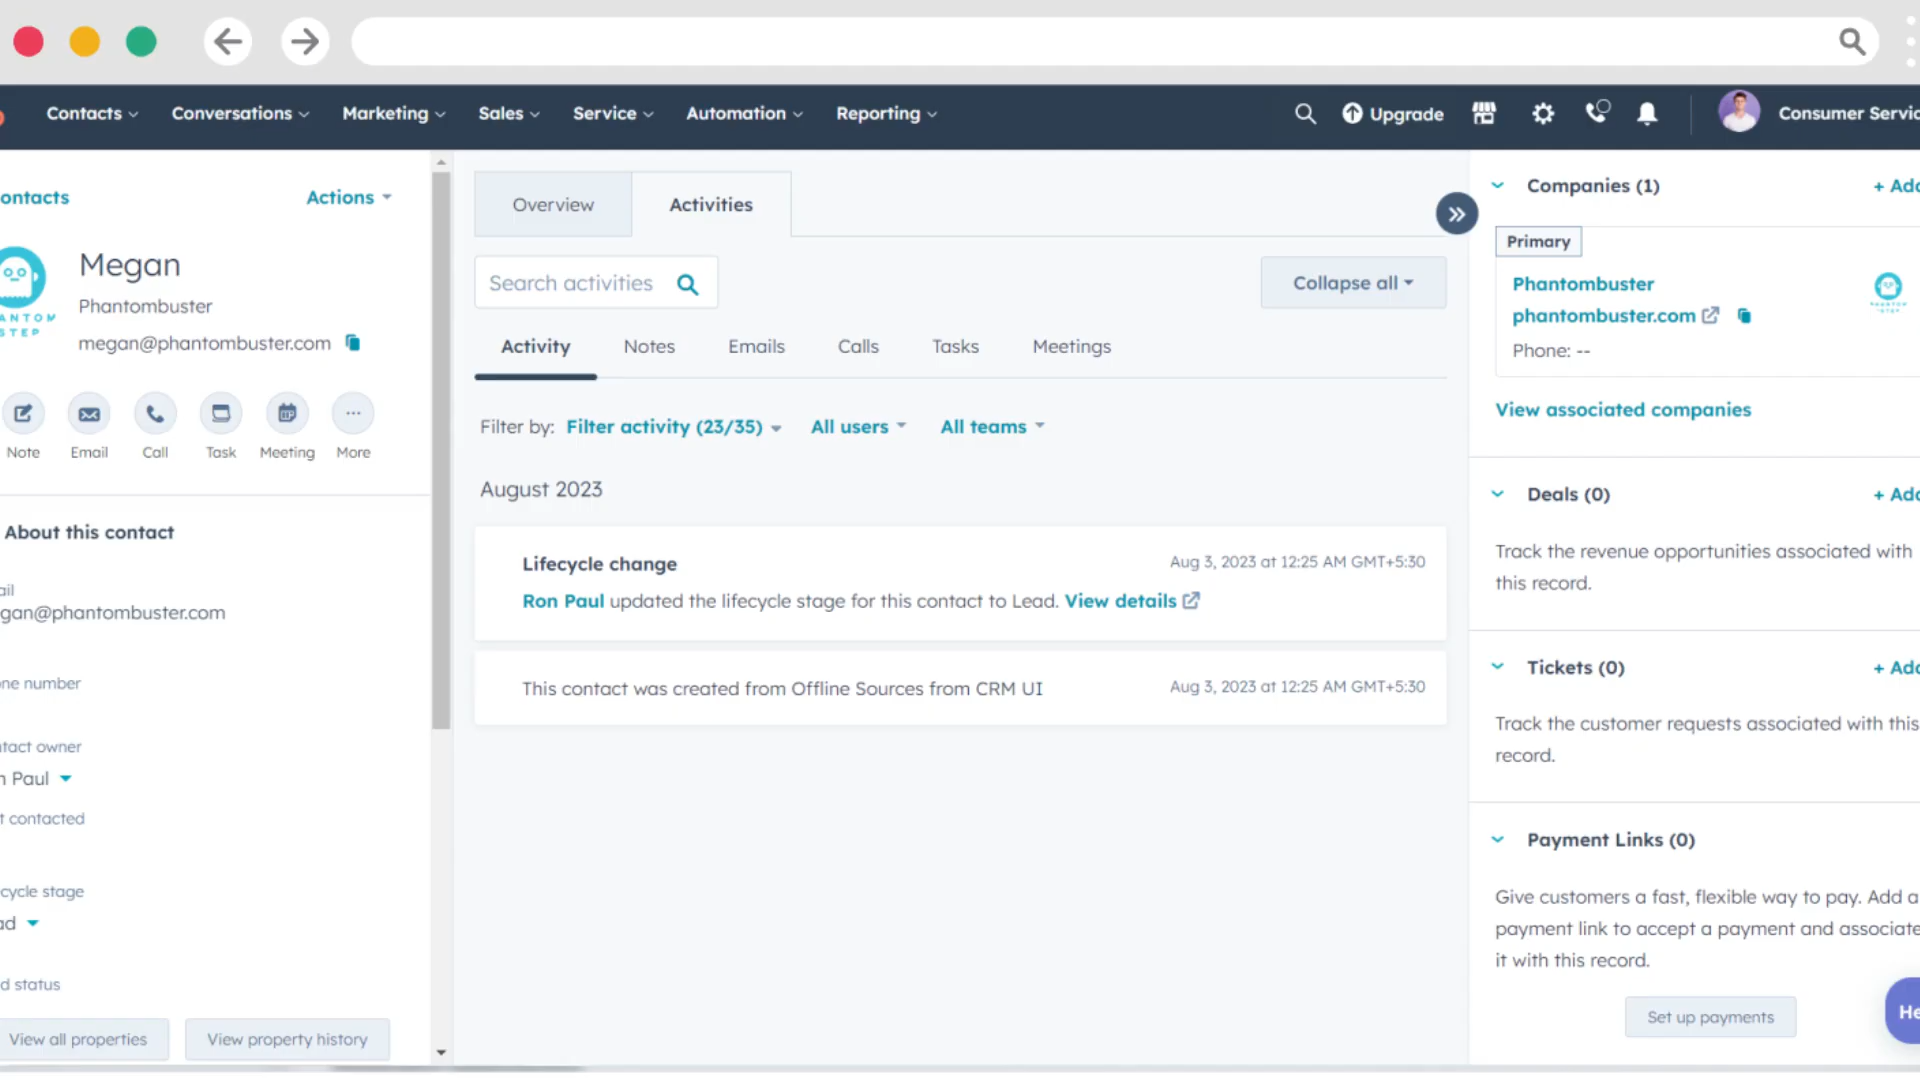 Contacts Conversations Marketing Sales Service Automation Reporting Upgrade Consumer Servic
ontacts Actions
Megan
Phantombuster
megan@phantombuster.com
ANTOM
STEP
Note Email Call Task Meeting More
About this contact
ail
gan@phantombuster.com
ne number
tact owner
n Paul
t contacted
cycle stage
ad
d status
View all properties View property history
Overview Activities
Search activities Collapse all
Activity Notes Emails Calls Tasks Meetings
Filter by: Filter activity (23/35) All users All teams
August 2023
Lifecycle change Aug 3, 2023 at 12:25 AM GMT+5:30
Ron Paul updated the lifecycle stage for this contact to Lead. View details
This contact was created from Offline Sources from CRM UI Aug 3, 2023 at 12:25 AM GMT+5:30
Companies (1) + Add
Primary
Phantombuster
phantombuster.com
Phone: --
View associated companies
Deals (0) + Add
Track the revenue opportunities associated with
this record.
Tickets (0) + Add
Track the customer requests associated with this
record.
Payment Links (0)
Give customers a fast, flexible way to pay. Add a
payment link to accept a payment and associate
it with this record.
Set up payments
He